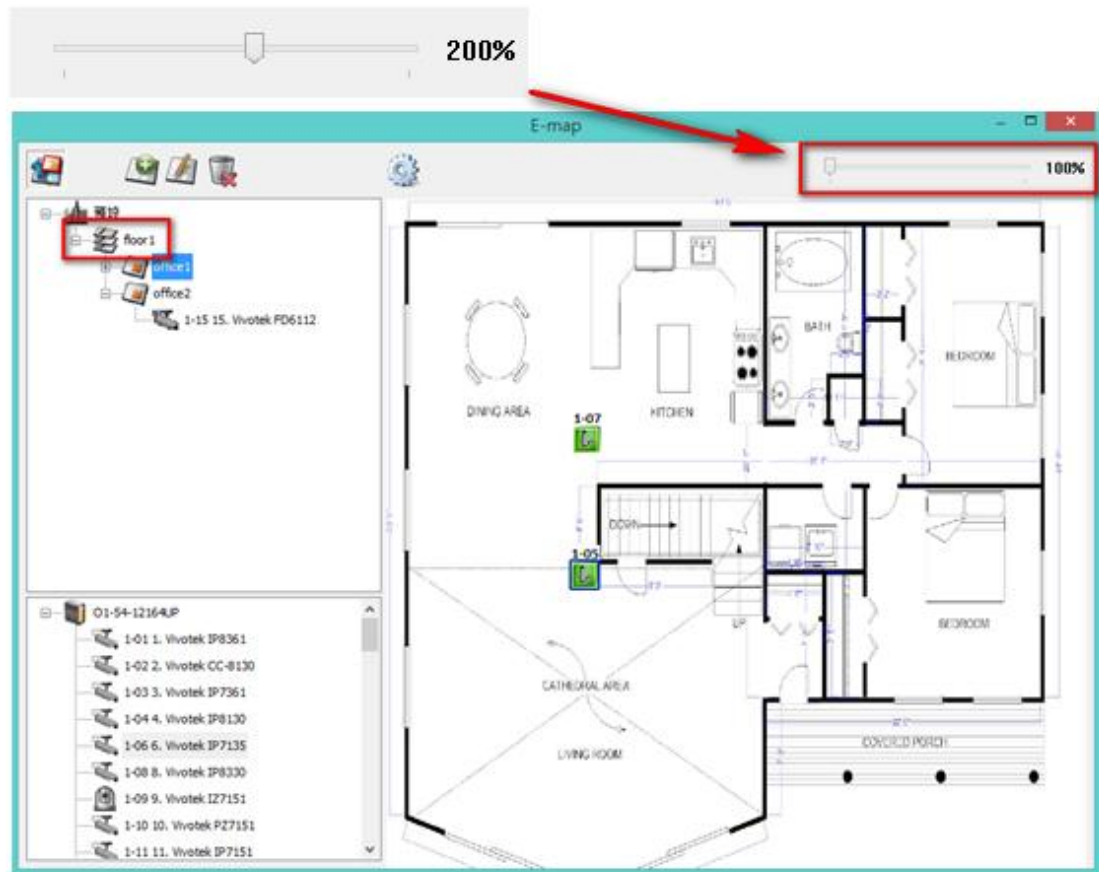 200%
E-map
100%
預設
floor1
office1
office2
1-15 15. Vivotek FD6112
O1-54-12164UP
1-01 1. Vivotek IP8361
1-02 2. Vivotek CC-8130
1-03 3. Vivotek IP7361
1-04 4. Vivotek IP8130
1-06 6. Vivotek IP7135
1-08 8. Vivotek IP8330
1-09 9. Vivotek IZ7151
1-10 10. Vivotek PZ7151
1-11 11. Vivotek IP7151
BATH
BEDROOM
DINING AREA
KITCHEN
1-07
DOWN
1-05
UP
BEDROOM
CATHEDRAL AREA
LIVING ROOM
COVERED PORCH